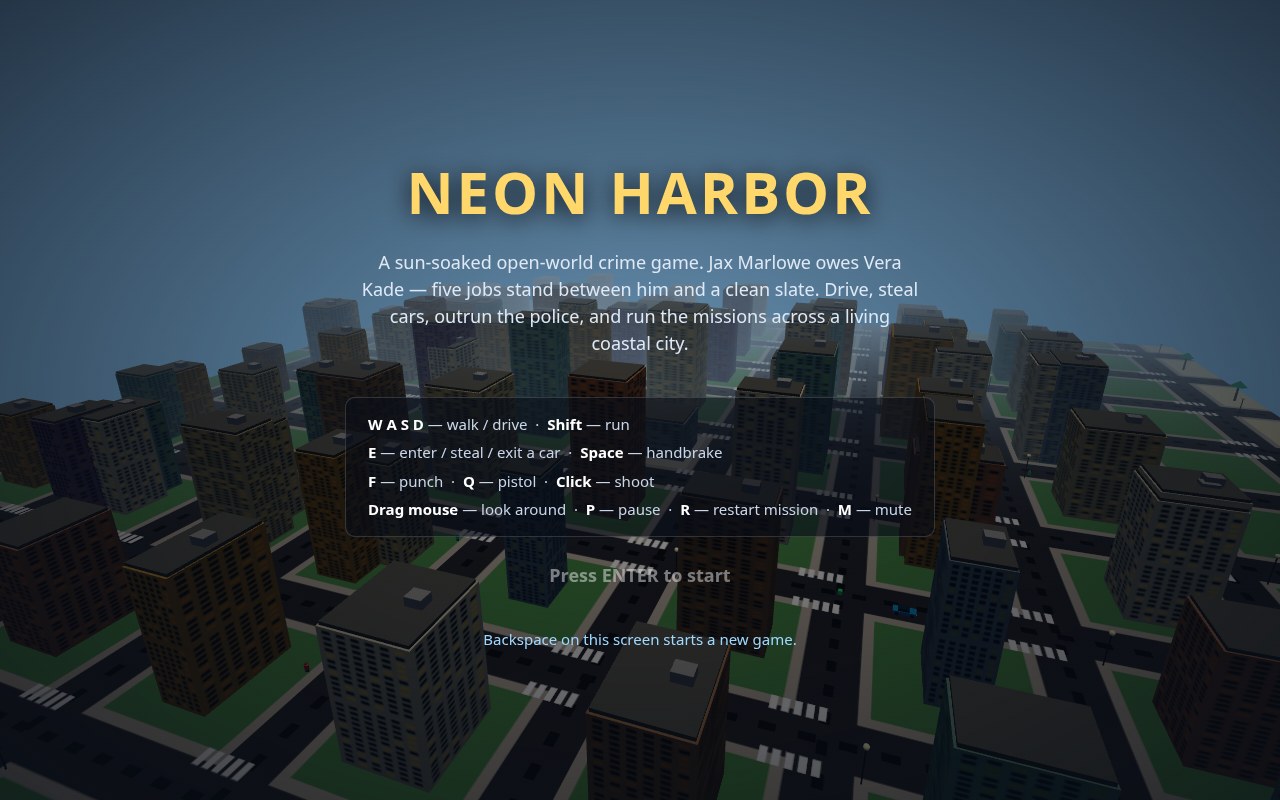 NEON HARBOR
A sun-soaked open-world crime game. Jax Marlowe owes Vera
Kade — five jobs stand between him and a clean slate. Drive, steal
cars, outrun the police, and run the missions across a living
coastal city.
W A S D — walk / drive · Shift — run
E — enter / steal / exit a car · Space — handbrake
F — punch · Q — pistol · Click — shoot
Drag mouse — look around · P — pause · R — restart mission · M — mute
Press ENTER to start
Backspace on this screen starts a new game.